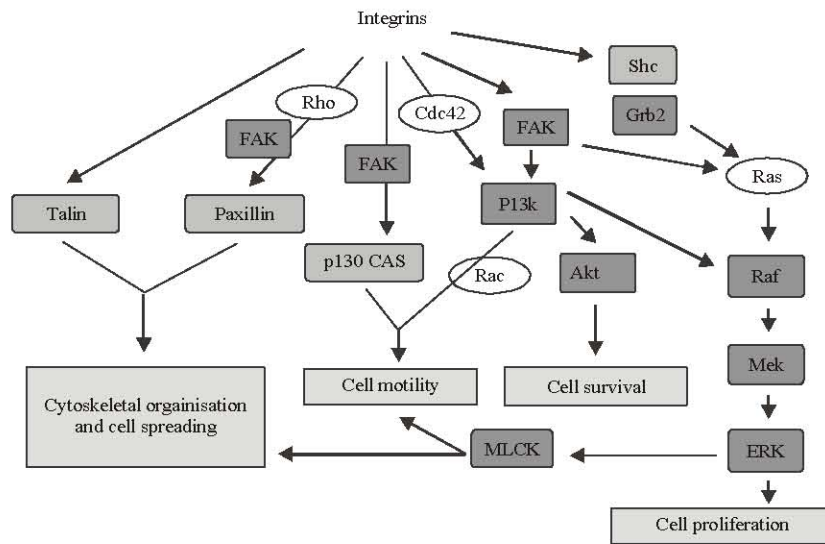 Integrins
Shc
Rho
Cdc42
Grb2
FAK
FAK
FAK
Ras
Talin
Paxillin
P13k
p130 CAS
Rac
Akt
Raf
Cell motility
Cell survival
Mek
Cytoskeletal orgainisation
and cell spreading
MLCK
ERK
Cell proliferation